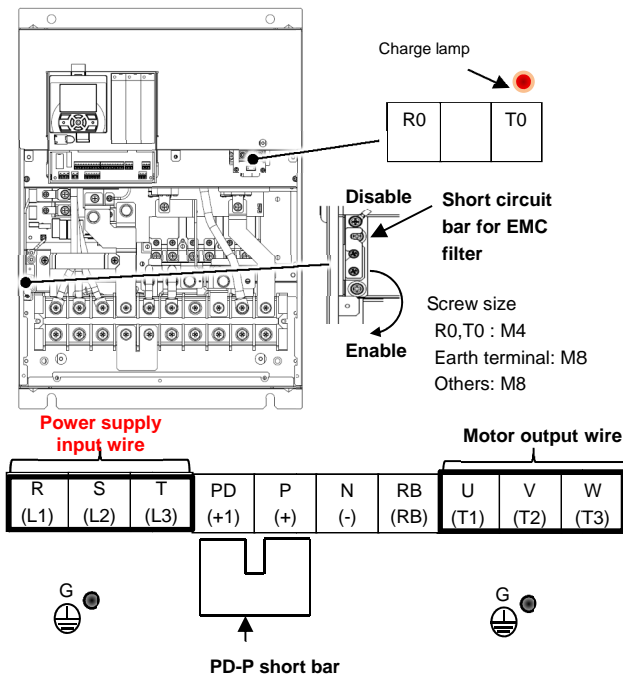 Charge lamp
R0 T0
Disable
Short circuit
bar for EMC
filter
Enable
Screw size
R0,T0 : M4
Earth terminal: M8
Others: M8
Power supply
input wire
Motor output wire
R S T PD P N RB U V W
(L1) (L2) (L3) (+1) (+) (-) (RB) (T1) (T2) (T3)
G G
PD-P short bar